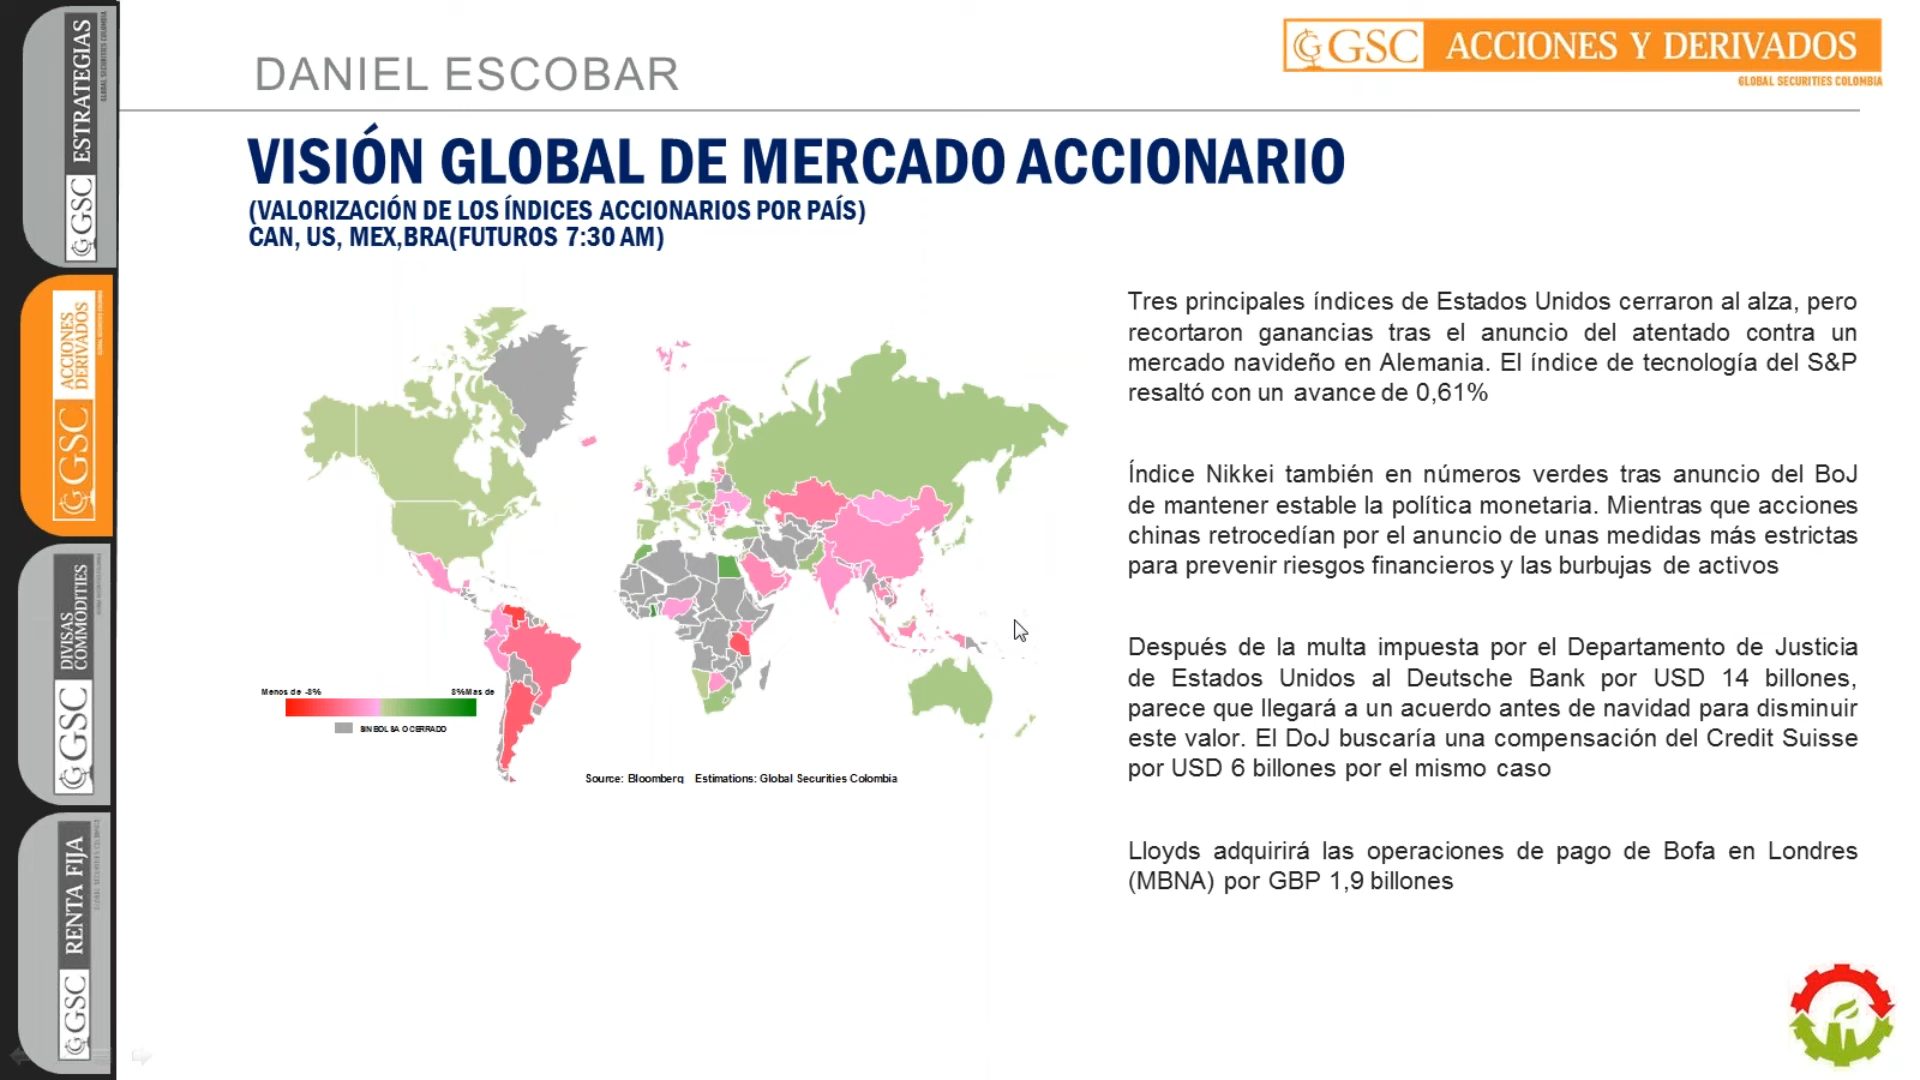 DANIEL ESCOBAR
GSC ACCIONES Y DERIVADOS
GLOBAL SECURITIES COLOMBIA
VISIÓN GLOBAL DE MERCADO ACCIONARIO
(VALORIZACIÓN DE LOS ÍNDICES ACCIONARIOS POR PAÍS)
CAN, US, MEX,BRA(FUTUROS 7:30 AM)
GSC ESTRATEGIAS
GLOBAL SECURITIES COLOMBIA
GSC ACCIONES
DERIVADOS
GSC DIVISAS
COMMODITIES
GSC RENTA FIJA
Menos de -8%
8%Mas de
SIN BOLSA O CERRADO
Source: Bloomberg Estimations: Global Securities Colombia
Tres principales índices de Estados Unidos cerraron al alza, pero
recortaron ganancias tras el anuncio del atentado contra un
mercado navideño en Alemania. El índice de tecnología del S&P
resaltó con un avance de 0,61%
Índice Nikkei también en números verdes tras anuncio del BoJ
de mantener estable la política monetaria. Mientras que acciones
chinas retrocedían por el anuncio de unas medidas más estrictas
para prevenir riesgos financieros y las burbujas de activos
Después de la multa impuesta por el Departamento de Justicia
de Estados Unidos al Deutsche Bank por USD 14 billones,
parece que llegará a un acuerdo antes de navidad para disminuir
este valor. El DoJ buscaría una compensación del Credit Suisse
por USD 6 billones por el mismo caso
Lloyds adquirirá las operaciones de pago de Bofa en Londres
(MBNA) por GBP 1,9 billones